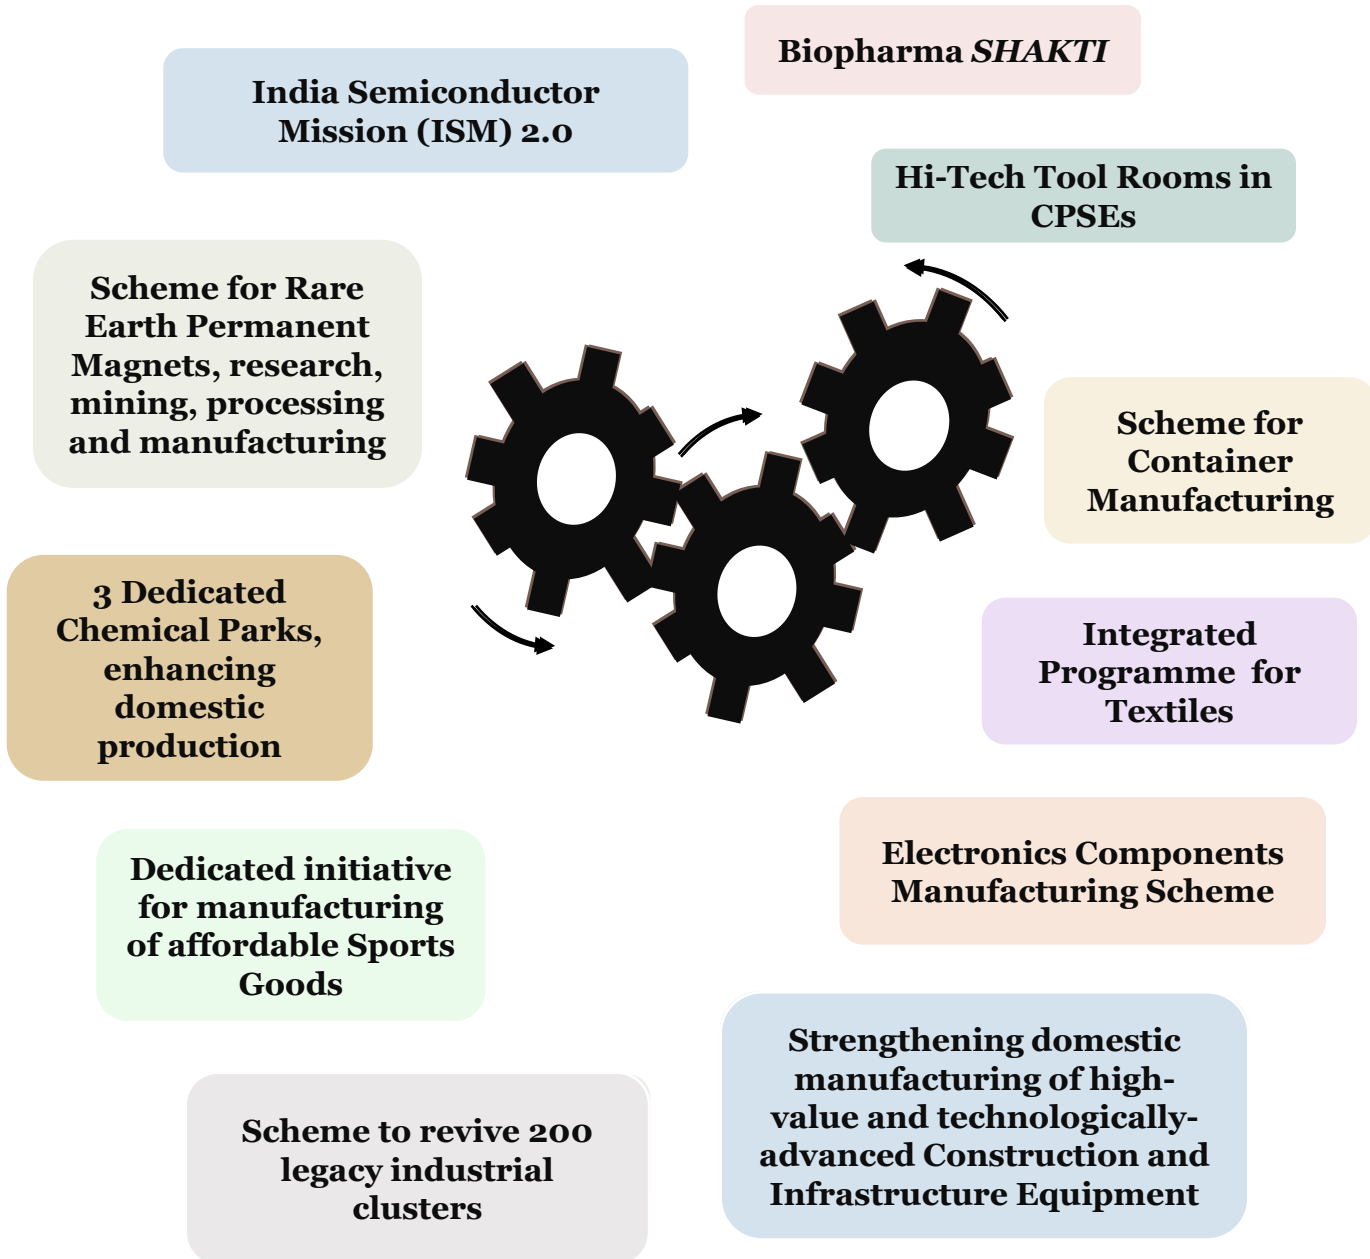 Biopharma SHAKTI
India Semiconductor
Mission (ISM) 2.0
Hi-Tech Tool Rooms in
CPSEs
Scheme for Rare
Earth Permanent
Magnets, research,
mining, processing
and manufacturing
Scheme for
Container
Manufacturing
3 Dedicated
Chemical Parks,
enhancing
domestic
production
Integrated
Programme for
Textiles
Dedicated initiative
for manufacturing
of affordable Sports
Goods
Electronics Components
Manufacturing Scheme
Scheme to revive 200
legacy industrial
clusters
Strengthening domestic
manufacturing of high-
value and technologically-
advanced Construction and
Infrastructure Equipment